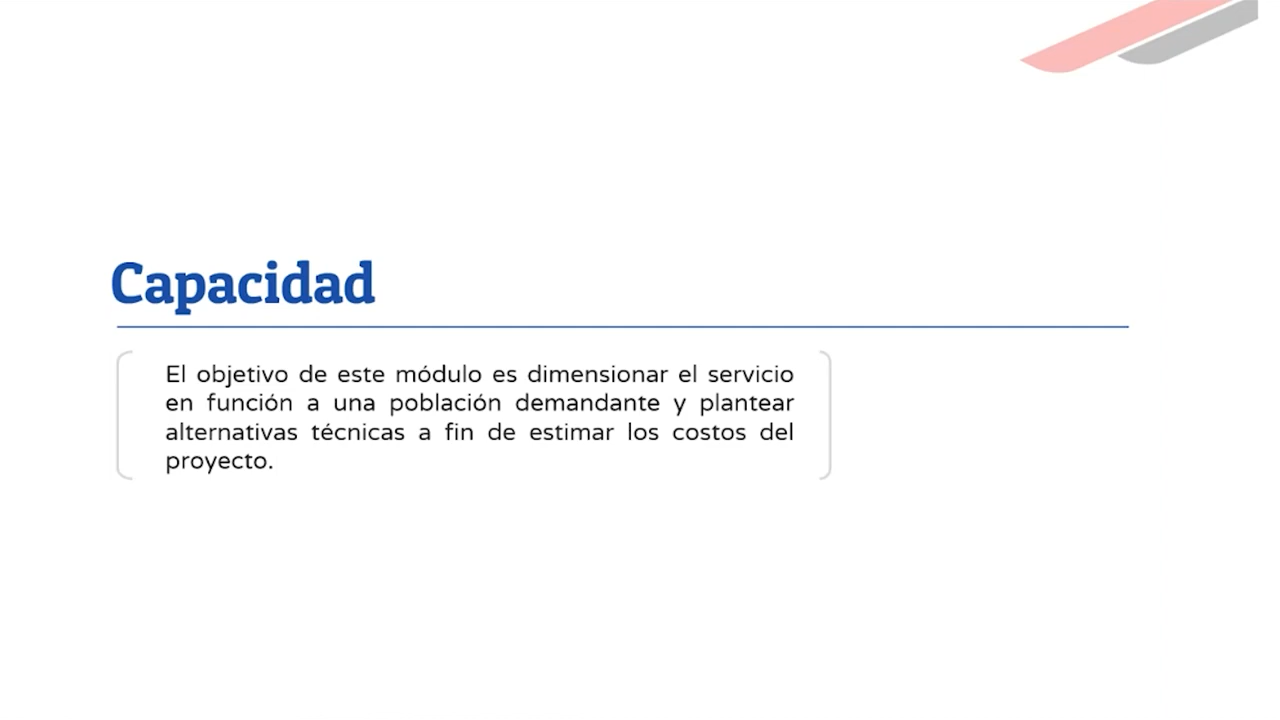 Capacidad
El objetivo de este módulo es dimensionar el servicio
en función a una población demandante y plantear
alternativas técnicas a fin de estimar los costos del
proyecto.